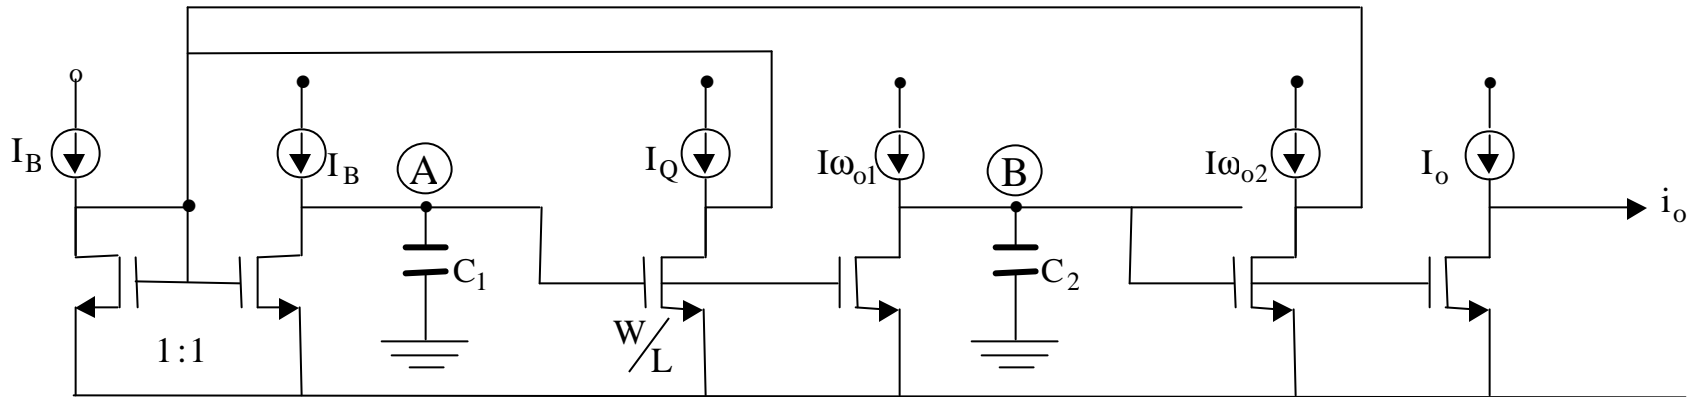 I_B
I_B
A
I_Q
Iω_o1
B
Iω_o2
I_o
i_o
C_1
C_2
1:1
W/L